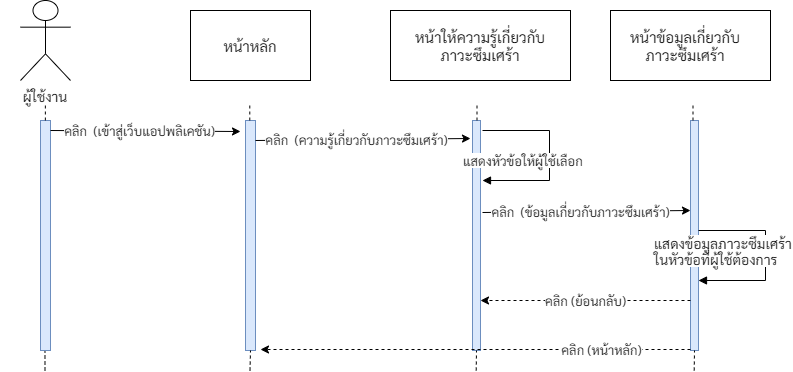 หน้าหลัก
หน้าให้ความรู้เกี่ยวกับ
ภาวะซึมเศร้า
หน้าข้อมูลเกี่ยวกับ
ภาวะซึมเศร้า
ผู้ใช้งาน
คลิก (เข้าสู่เว็บแอปพลิเคชัน)
คลิก (ความรู้เกี่ยวกับภาวะซึมเศร้า)
แสดงหัวข้อให้ผู้ใช้เลือก
คลิก (ข้อมูลเกี่ยวกับภาวะซึมเศร้า)
แสดงข้อมูลภาวะซึมเศร้า
ในหัวข้อที่ผู้ใช้ต้องการ
คลิก (ย้อนกลับ)
คลิก (หน้าหลัก)